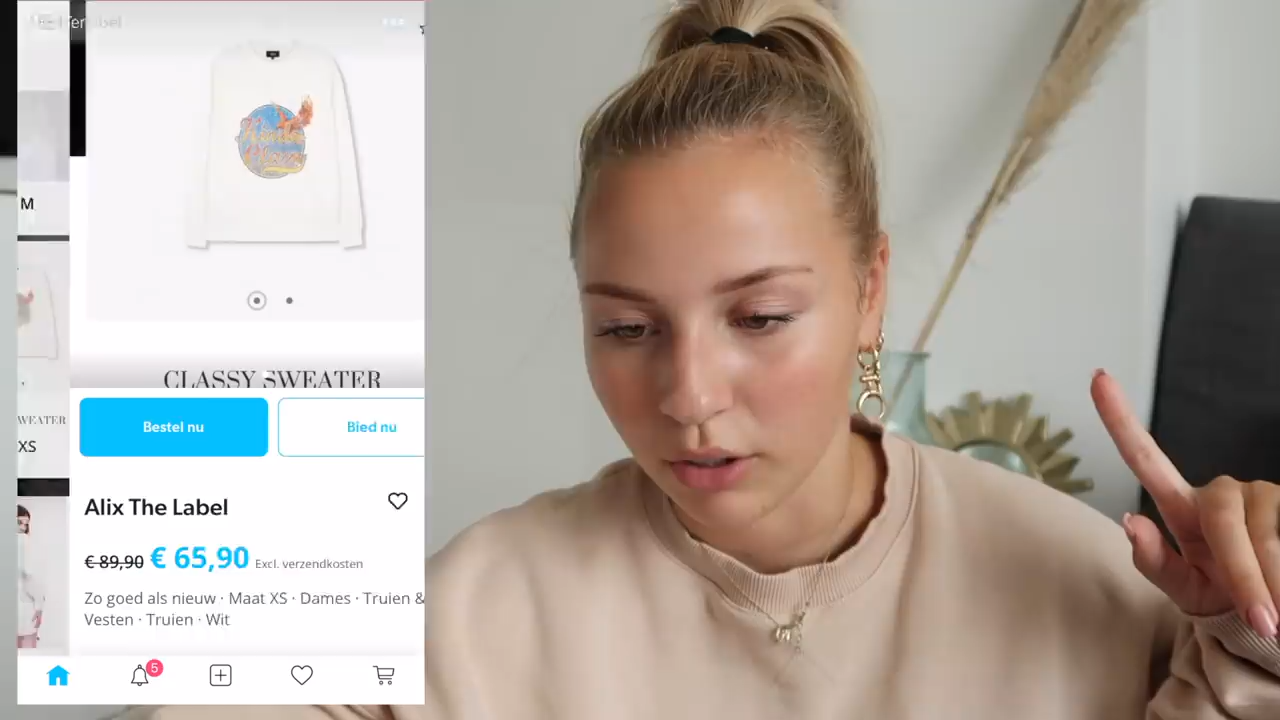 M
WEATER
XS
CLASSY SWEATER
Bestel nu
Bied nu
Alix The Label
€ 89,90 € 65,90 Excl. verzendkosten
Zo goed als nieuw · Maat XS · Dames · Truien &
Vesten · Truien · Wit
5